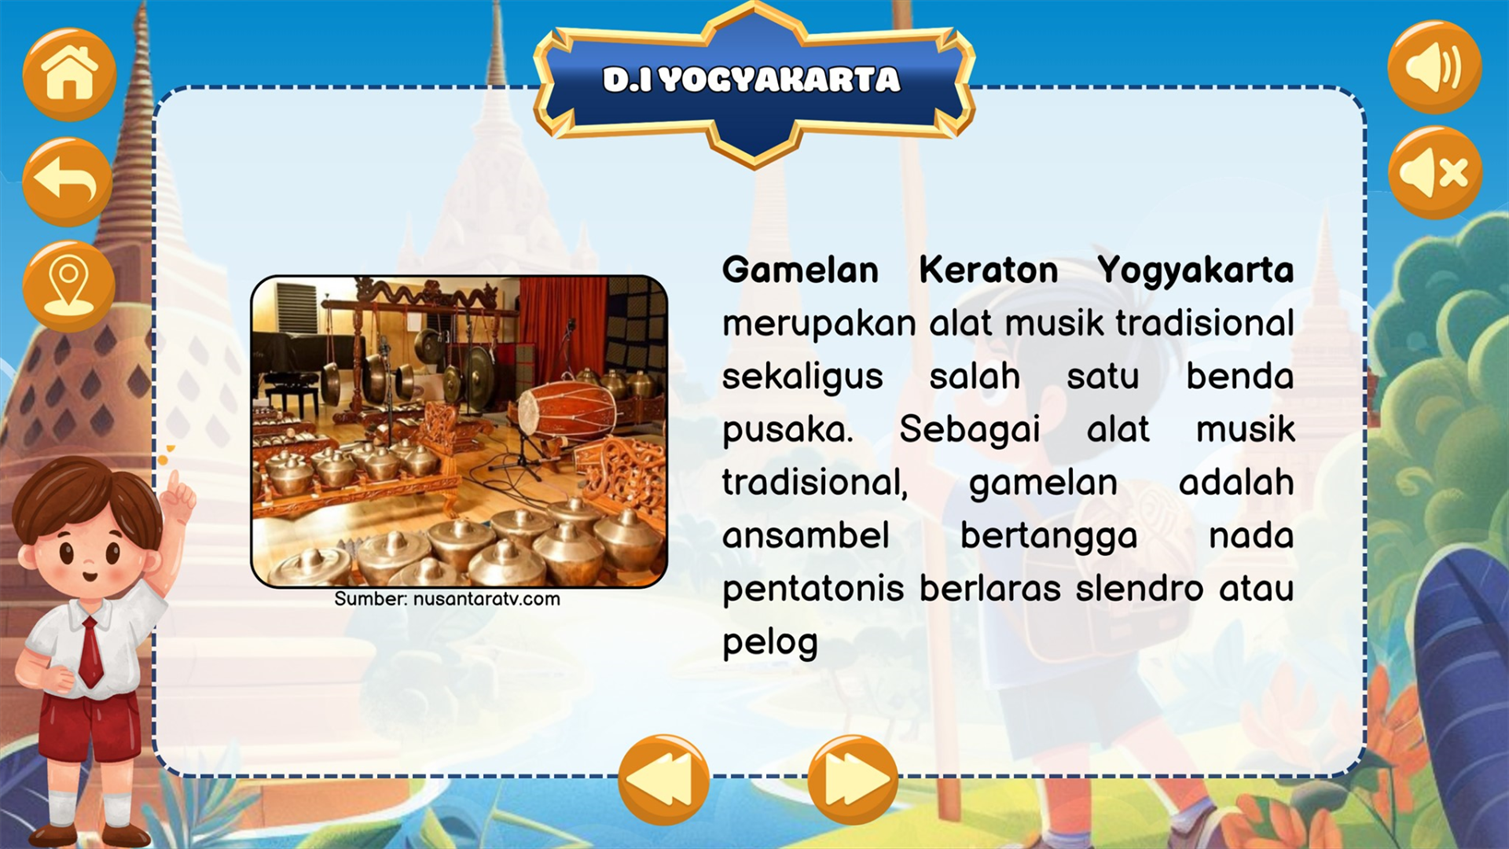 D.I YOGYAKARTA
Gamelan Keraton Yogyakarta
merupakan alat musik tradisional
sekaligus salah satu benda
pusaka. Sebagai alat musik
tradisional, gamelan adalah
ansambel bertangga nada
pentatonis berlaras slendro atau
pelog
Sumber: nusantaratv.com